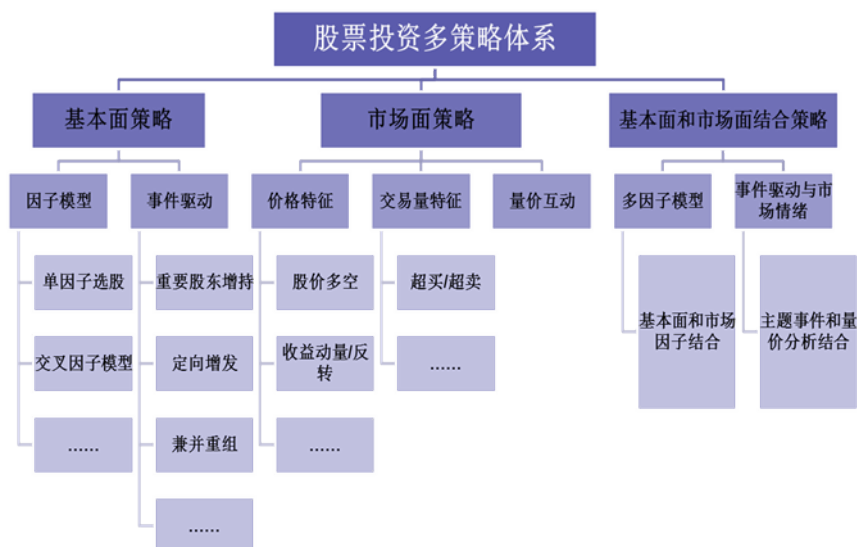 股票投资多策略体系
基本面策略
市场面策略
基本面和市场面结合策略
因子模型
事件驱动
价格特征
交易量特征
量价互动
多因子模型
事件驱动与市
场情绪
单因子选股
重要股东增持
股价多空
超买/超卖
基本面和市场
因子结合
主题事件和量
价分析结合
交叉因子模型
定向增发
收益动量/反
转
......
......
兼并重组
......
......